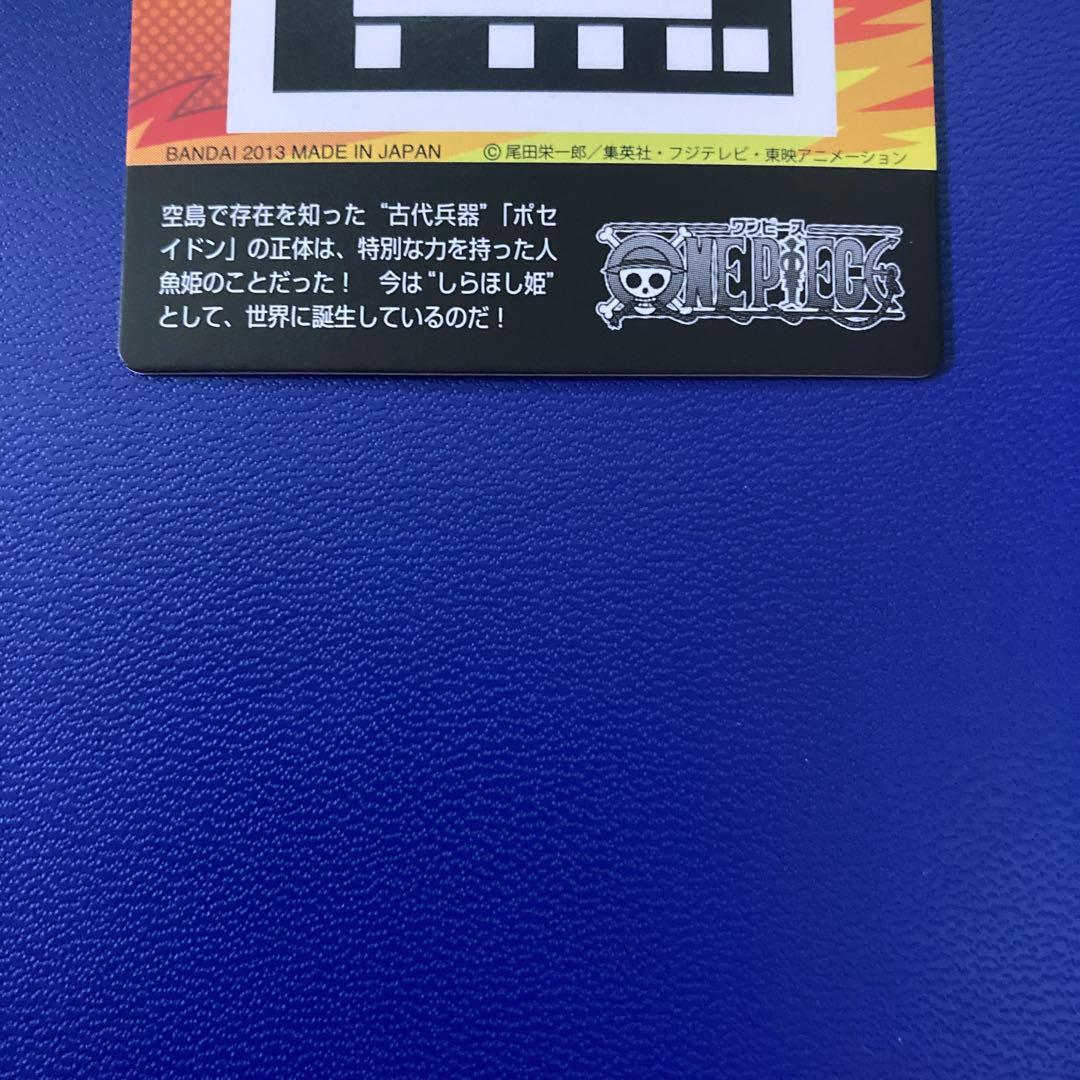 BANDAI 2013 MADE IN JAPAN
©尾田栄一郎／集英社・フジテレビ・東映アニメーション
空島で存在を知った“古代兵器”「ポセ
イドン」の正体は、特別な力を持った人
魚姫のことだった！　今は“しらほし姫”
として、世界に誕生しているのだ！
ワンピース
ONE PIECE